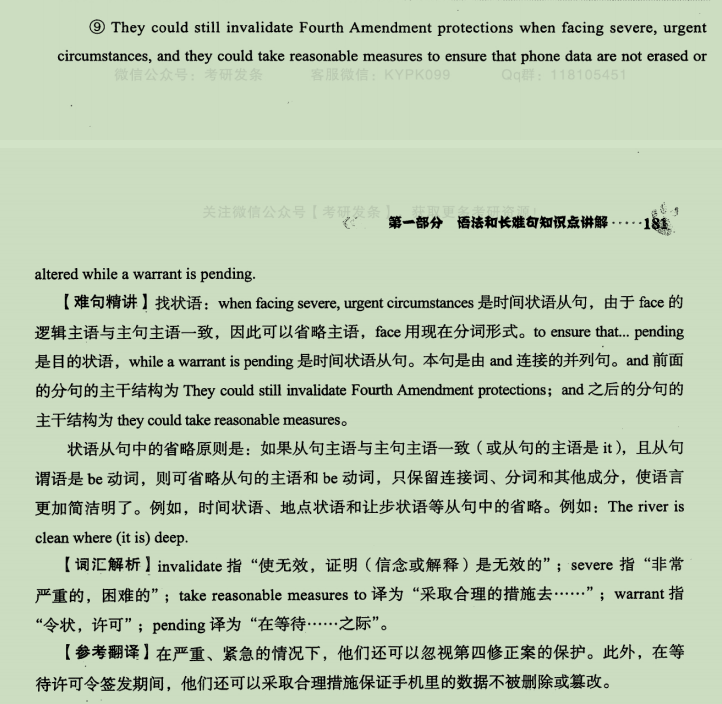 ⑨ They could still invalidate Fourth Amendment protections when facing severe, urgent
circumstances, and they could take reasonable measures to ensure that phone data are not erased or
微信公众号：考研发条 客服微信：KYPK099 Qq群：118105451
关注微信公众号【考研发条】，获取更多考研资源！
第一部分 语法和长难句知识点讲解·····181
altered while a warrant is pending.
【难句精讲】找状语：when facing severe, urgent circumstances 是时间状语从句，由于 face 的
逻辑主语与主句主语一致，因此可以省略主语，face 用现在分词形式。to ensure that... pending
是目的状语，while a warrant is pending 是时间状语从句。本句是由 and 连接的并列句。and 前面
的分句的主干结构为 They could still invalidate Fourth Amendment protections；and 之后的分句的
主干结构为 they could take reasonable measures。
状语从句中的省略原则是：如果从句主语与主句主语一致（或从句的主语是 it），且从句
谓语是 be 动词，则可省略从句的主语和 be 动词，只保留连接词、分词和其他成分，使语言
更加简洁明了。例如，时间状语、地点状语和让步状语等从句中的省略。例如：The river is
clean where (it is) deep.
【词汇解析】invalidate 指“使无效，证明（信念或解释）是无效的”；severe 指“非常
严重的，困难的”；take reasonable measures to 译为“采取合理的措施去……”；warrant 指
“令状，许可”；pending 译为“在等待……之际”。
【参考翻译】在严重、紧急的情况下，他们还可以忽视第四修正案的保护。此外，在等
待许可令签发期间，他们还可以采取合理措施保证手机里的数据不被删除或篡改。